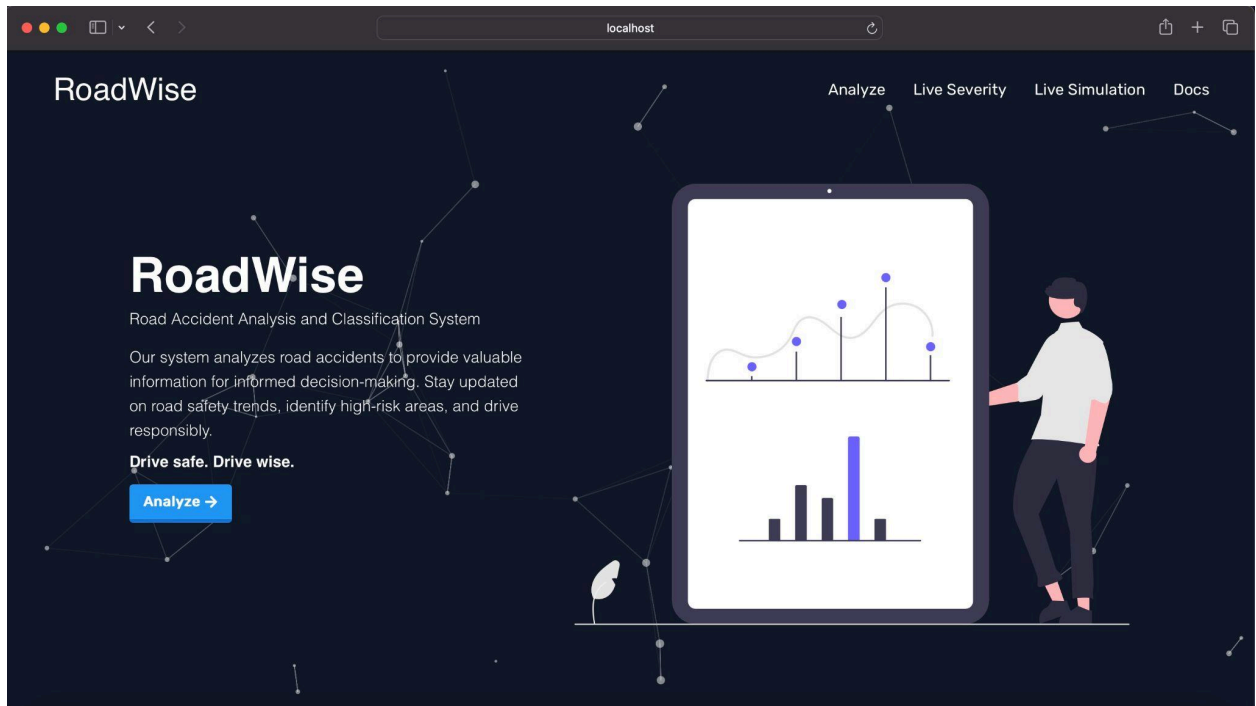 localhost
RoadWise
Analyze Live Severity Live Simulation Docs
RoadWise
Road Accident Analysis and Classification System
Our system analyzes road accidents to provide valuable
information for informed decision-making. Stay updated
on road safety trends, identify high-risk areas, and drive
responsibly.
Drive safe. Drive wise.
Analyze →